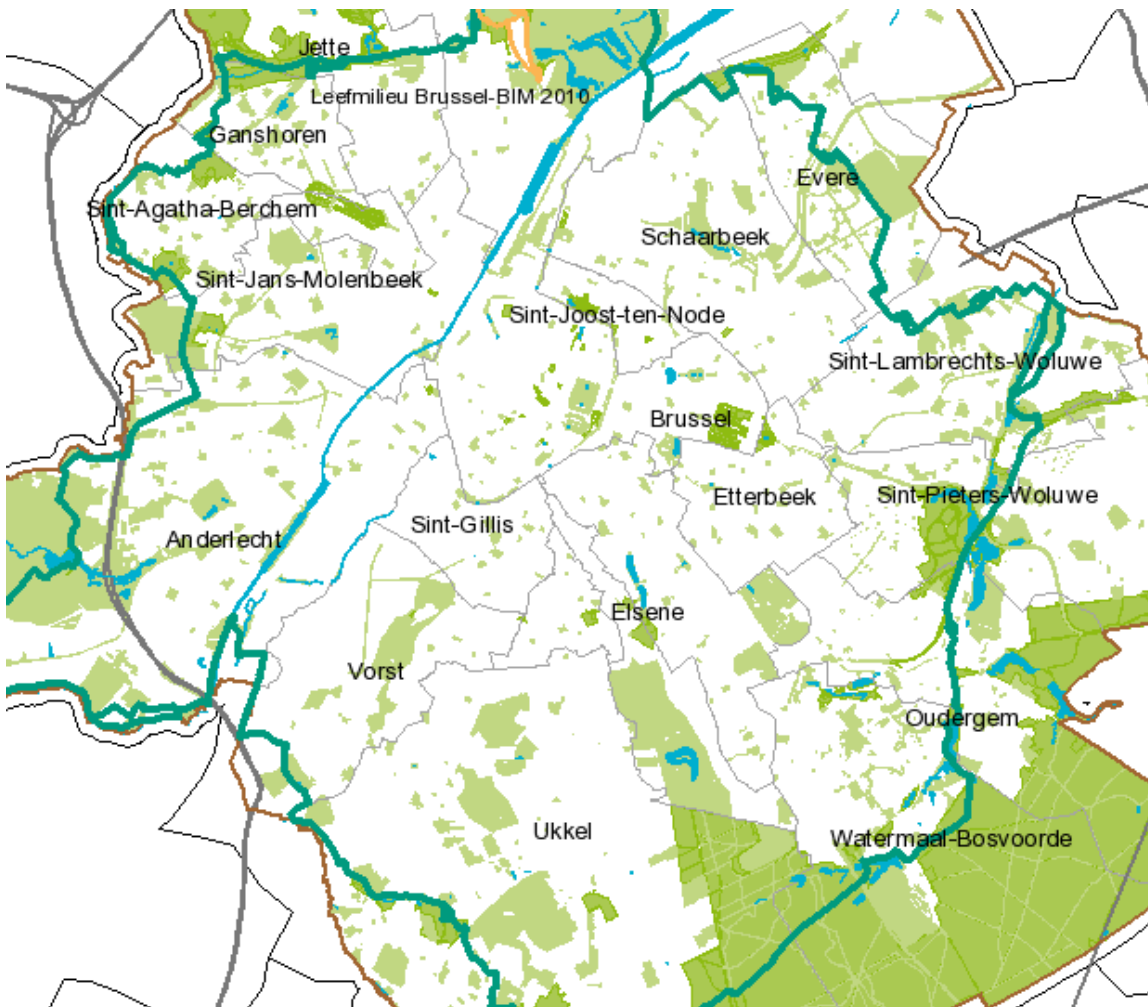 Jette
Leefmilieu Brussel-BIM 2010
Ganshoren
Evere
Sint-Agatha-Berchem
Schaarbeek
Sint-Jans-Molenbeek
Sint-Joost-ten-Node
Sint-Lambrechts-Woluwe
Brussel
Etterbeek
Sint-Pieters-Woluwe
Sint-Gillis
Anderlecht
Elsene
Vorst
Oudergem
Ukkel
Watermaal-Bosvoorde